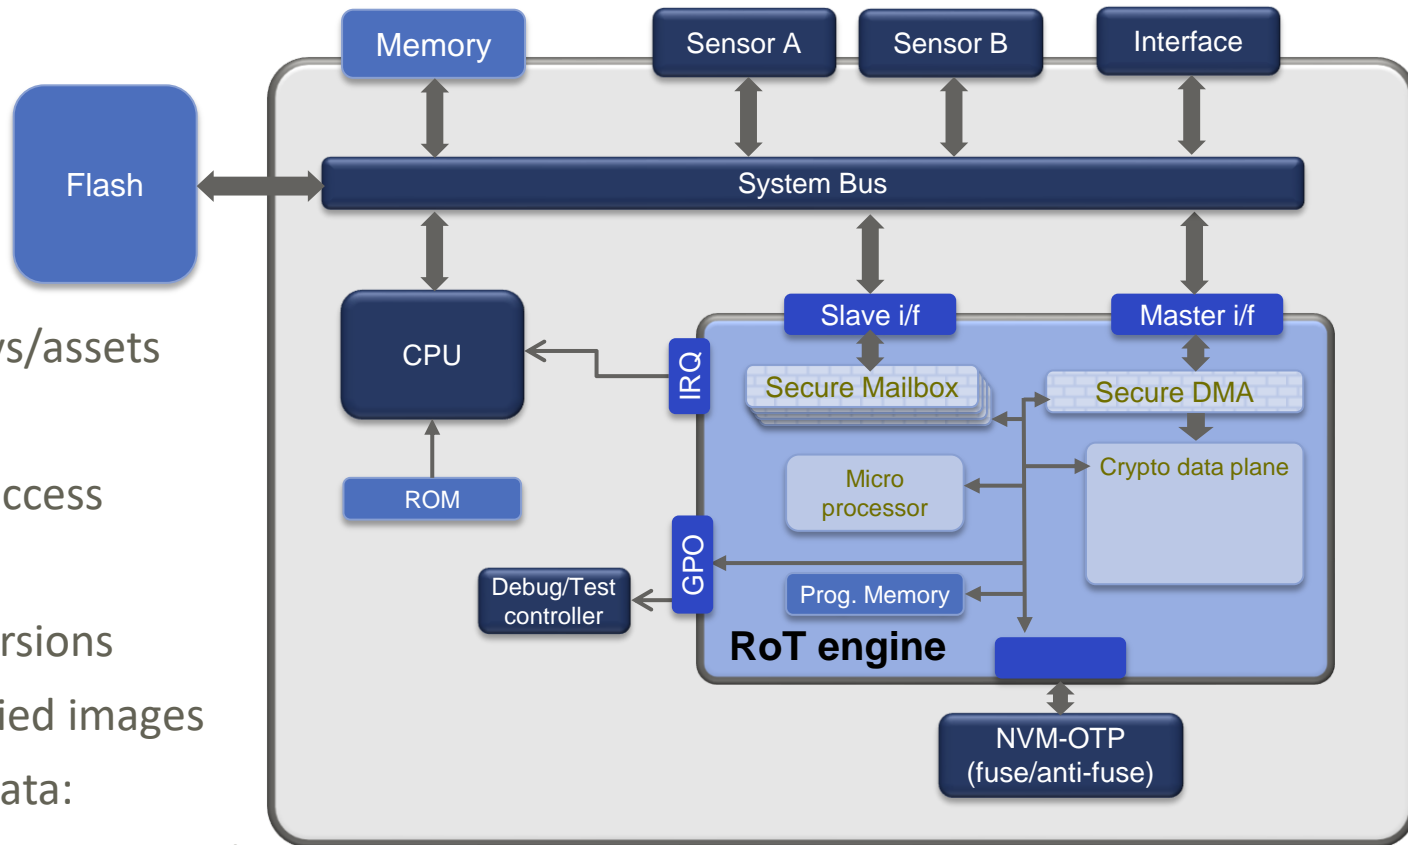 Memory
Sensor A
Sensor B
Interface
Flash
System Bus
Slave i/f
Master i/f
ys/assets
CPU
IRQ
Secure Mailbox
Secure DMA
Crypto data plane
ccess
ROM
Micro
processor
GPO
Debug/Test
controller
Prog. Memory
rsions
RoT engine
ied images
NVM-OTP
(fuse/anti-fuse)
ata: